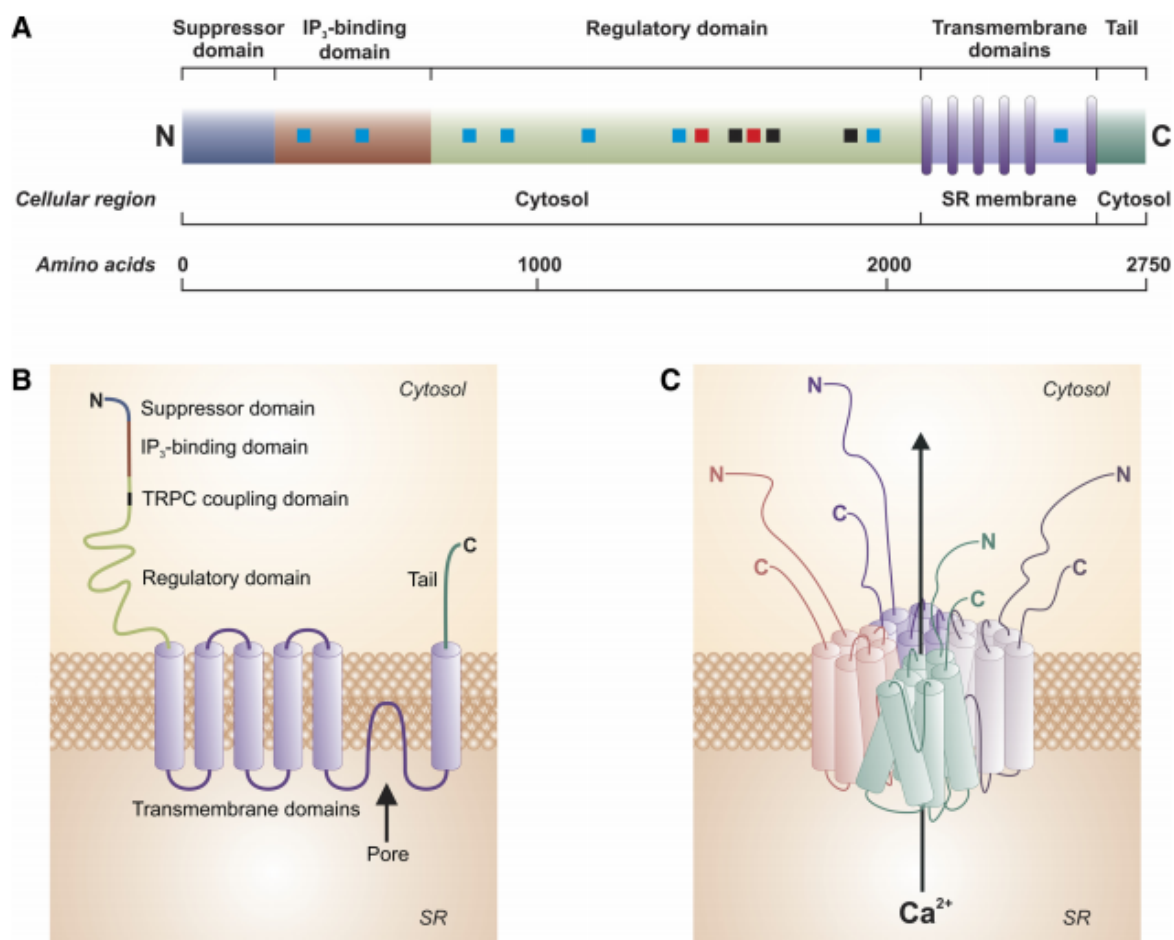 A
Suppressor domain
IP₃-binding domain
Regulatory domain
Transmembrane domains
Tail
N
C
Cellular region
Cytosol
SR membrane
Cytosol
Amino acids
0
1000
2000
2750
B
Cytosol
N
Suppressor domain
IP₃-binding domain
TRPC coupling domain
Regulatory domain
C
Tail
Transmembrane domains
Pore
SR
C
Cytosol
N
N
N
C
N
C
C
C
Ca²⁺
SR